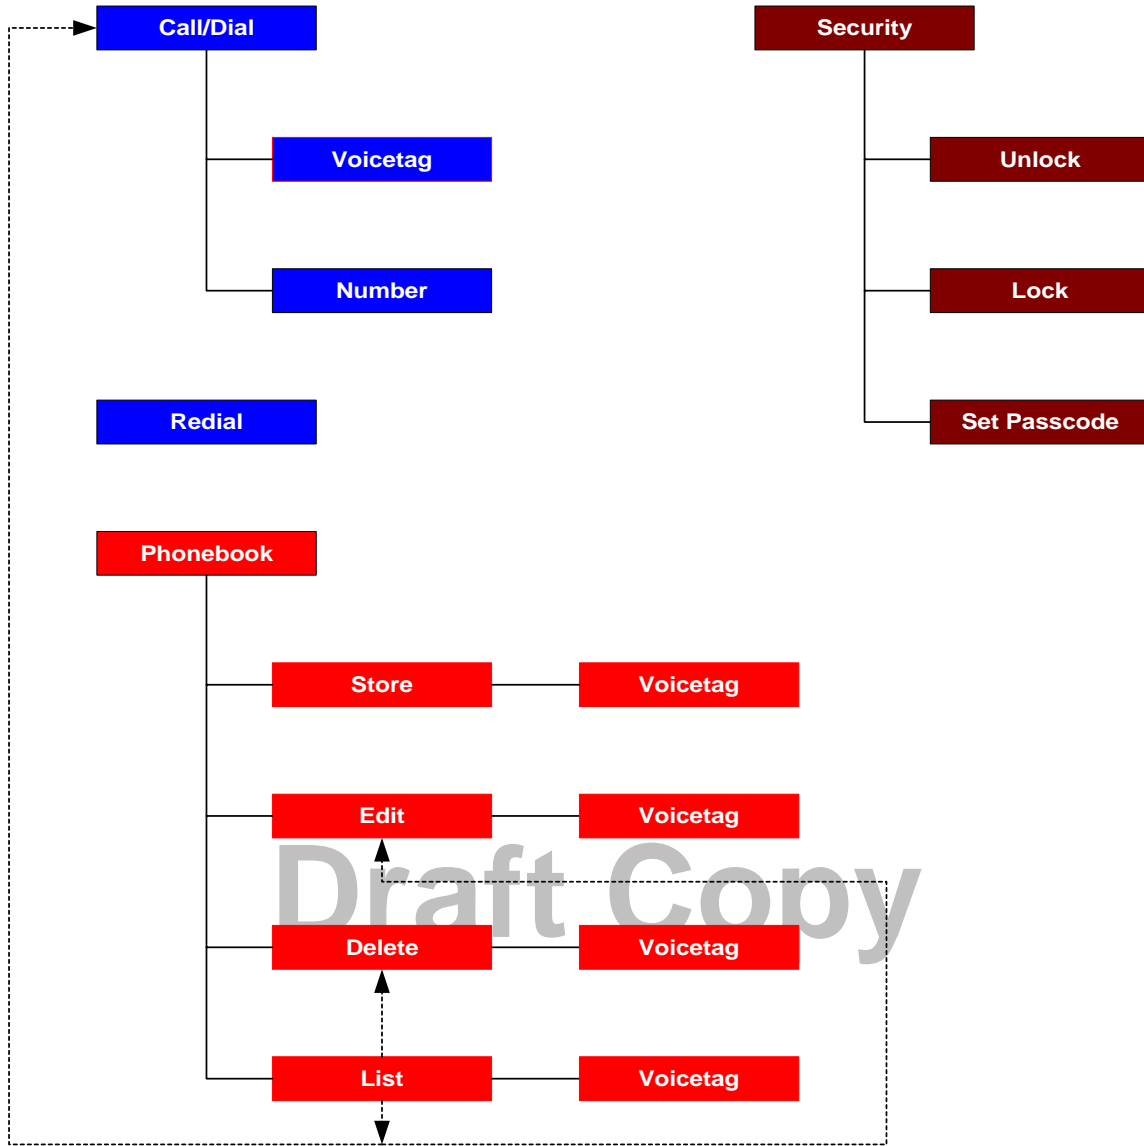 Call/Dial
Security
Voicetag
Unlock
Number
Lock
Redial
Set Passcode
Phonebook
Store
Voicetag
Edit
Voicetag
Draft Copy
Delete
Voicetag
List
Voicetag